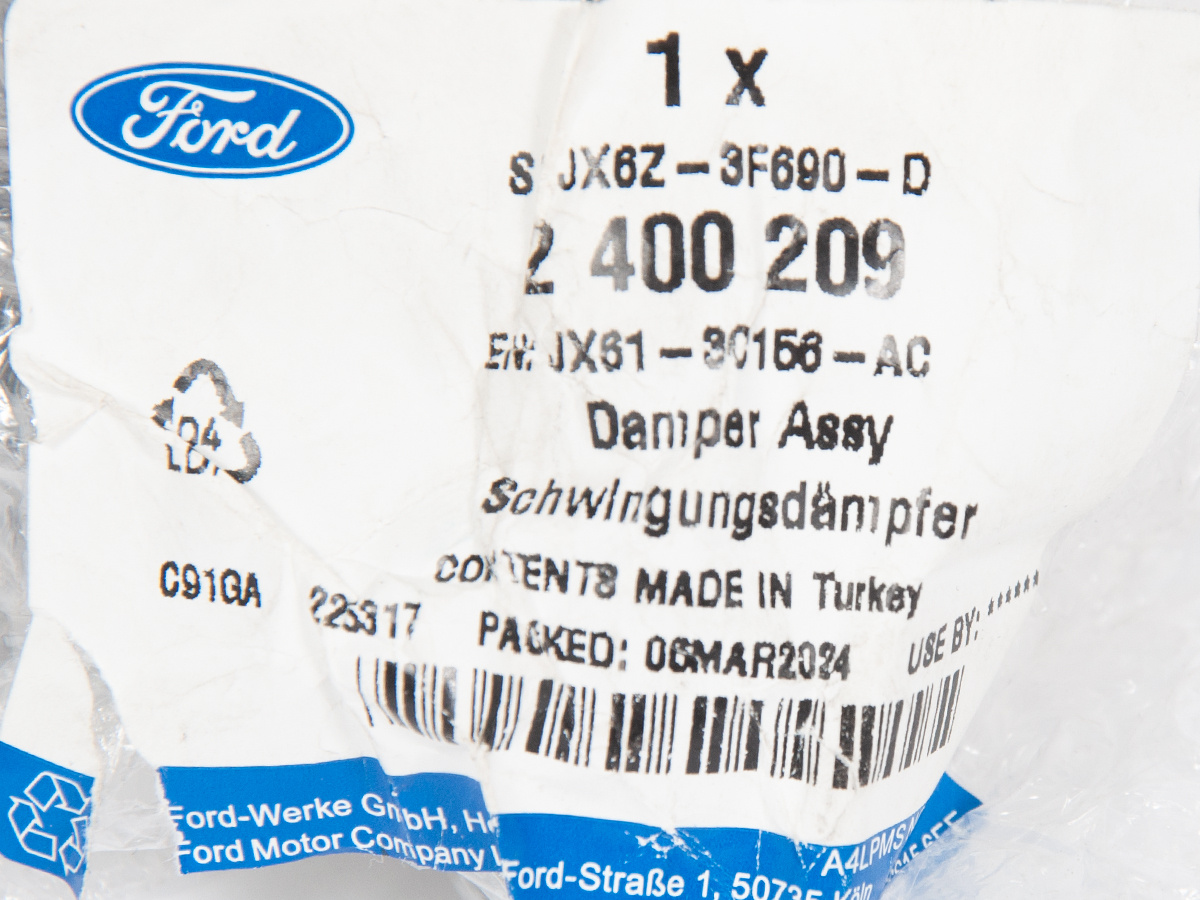 Ford
1 x
S JX6Z-3F690-D
2 400 209
E/N: JX61-3C156-AC
Damper Assy
Schwingungsdämpfer
04
CONTENTS MADE IN Turkey
C91GA 225317 PACKED: 06MAR2024 USE BY: ******
Ford-Werke GmbH,
Ford Motor Company
Ford-Straße 1, 50735 Köln
A4LPMS